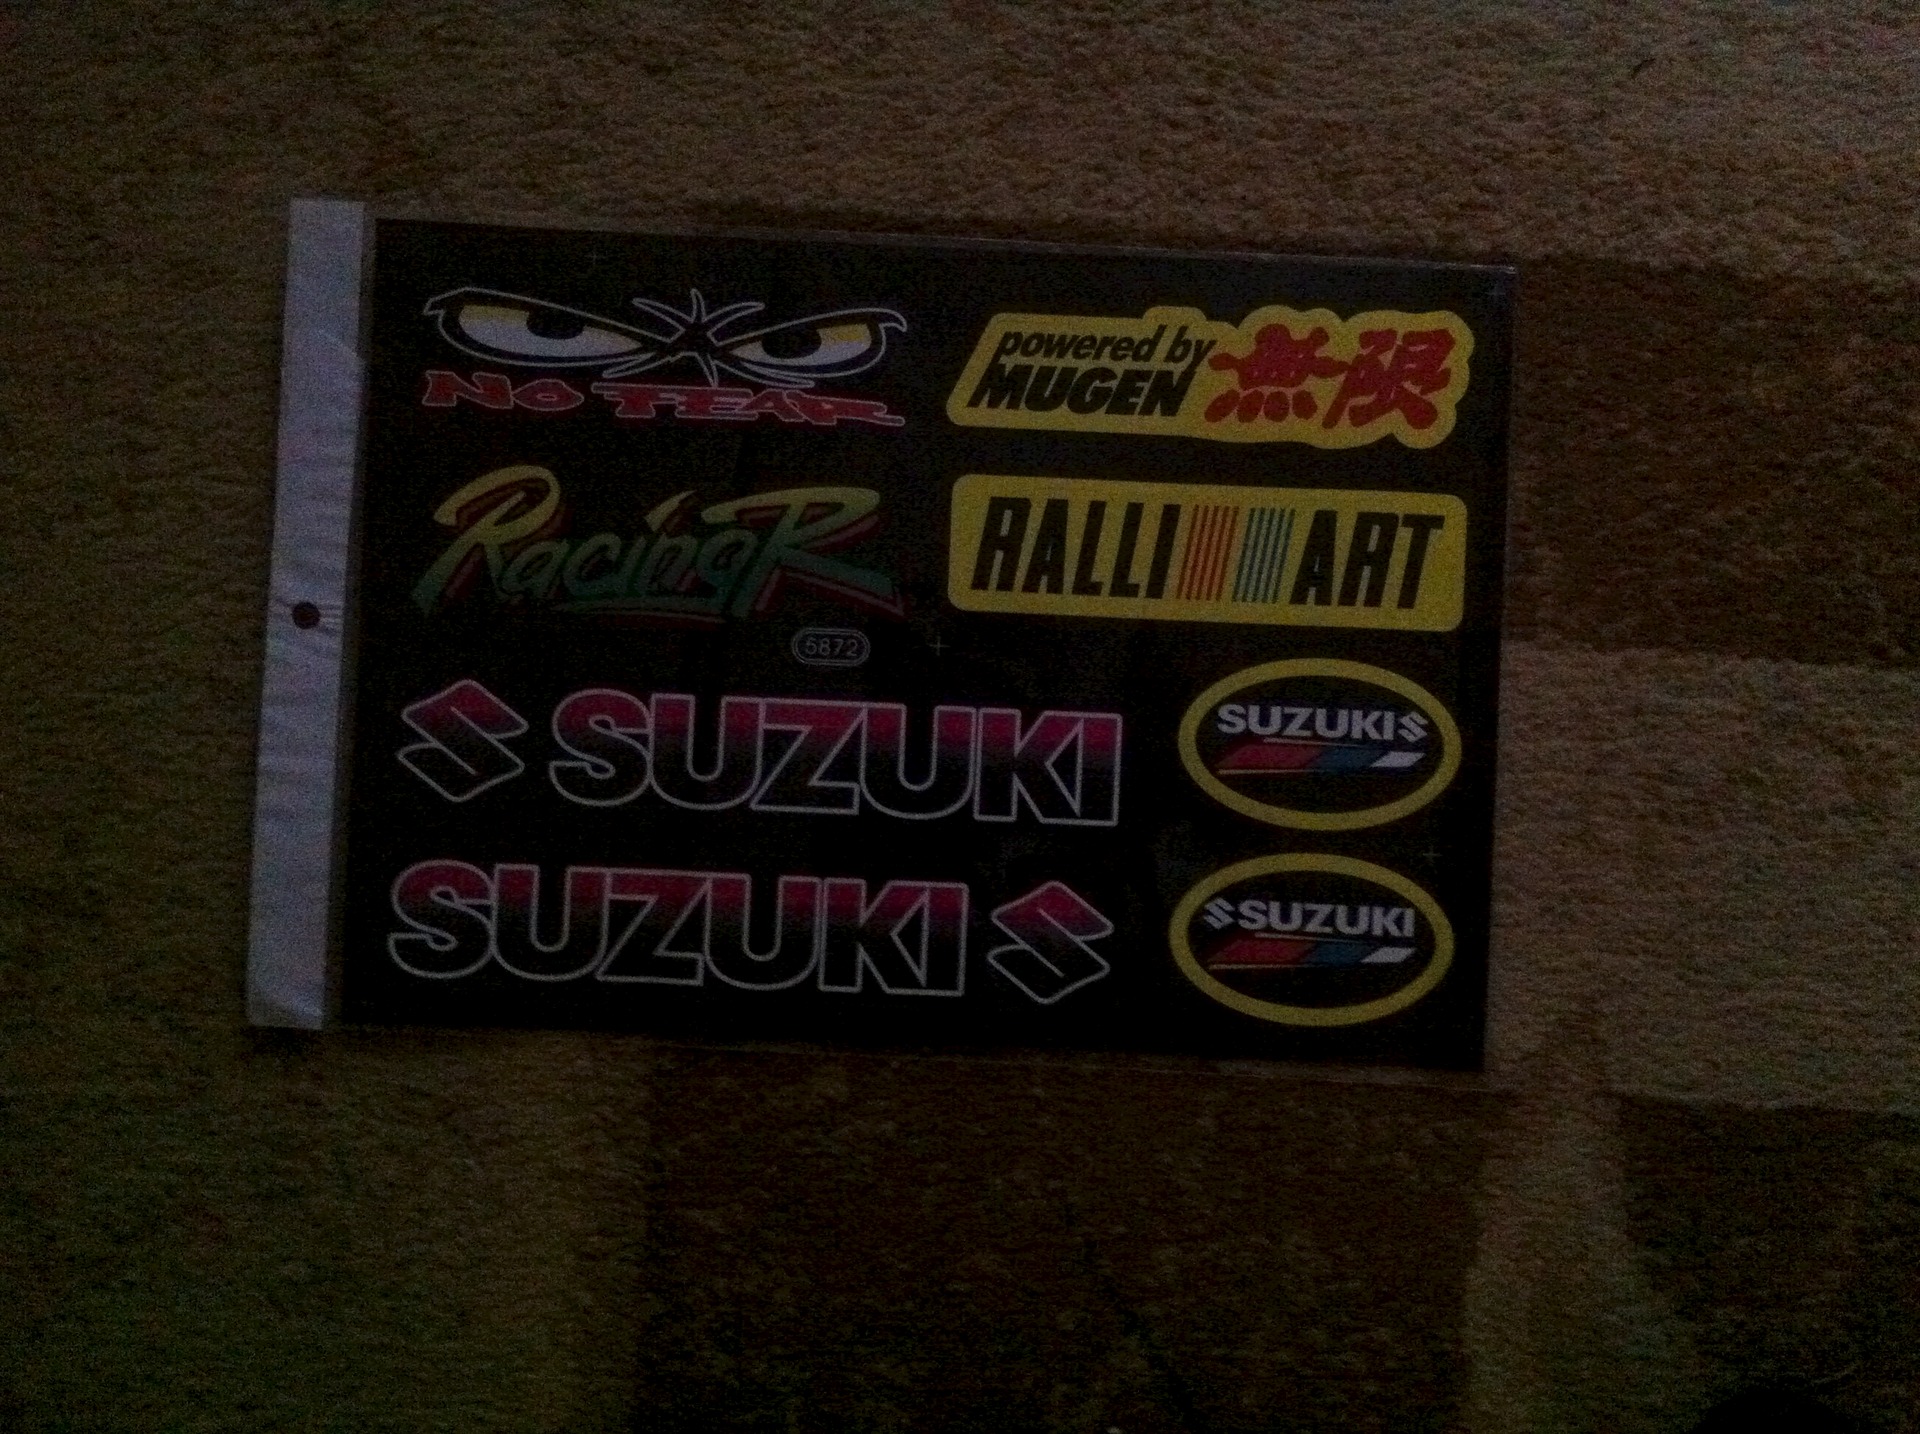 No FEAR
powered by
MUGEN 無限
RacingR
RALLI ART
5872
SUZUKI
SUZUKI
SUZUKI
SUZUKI